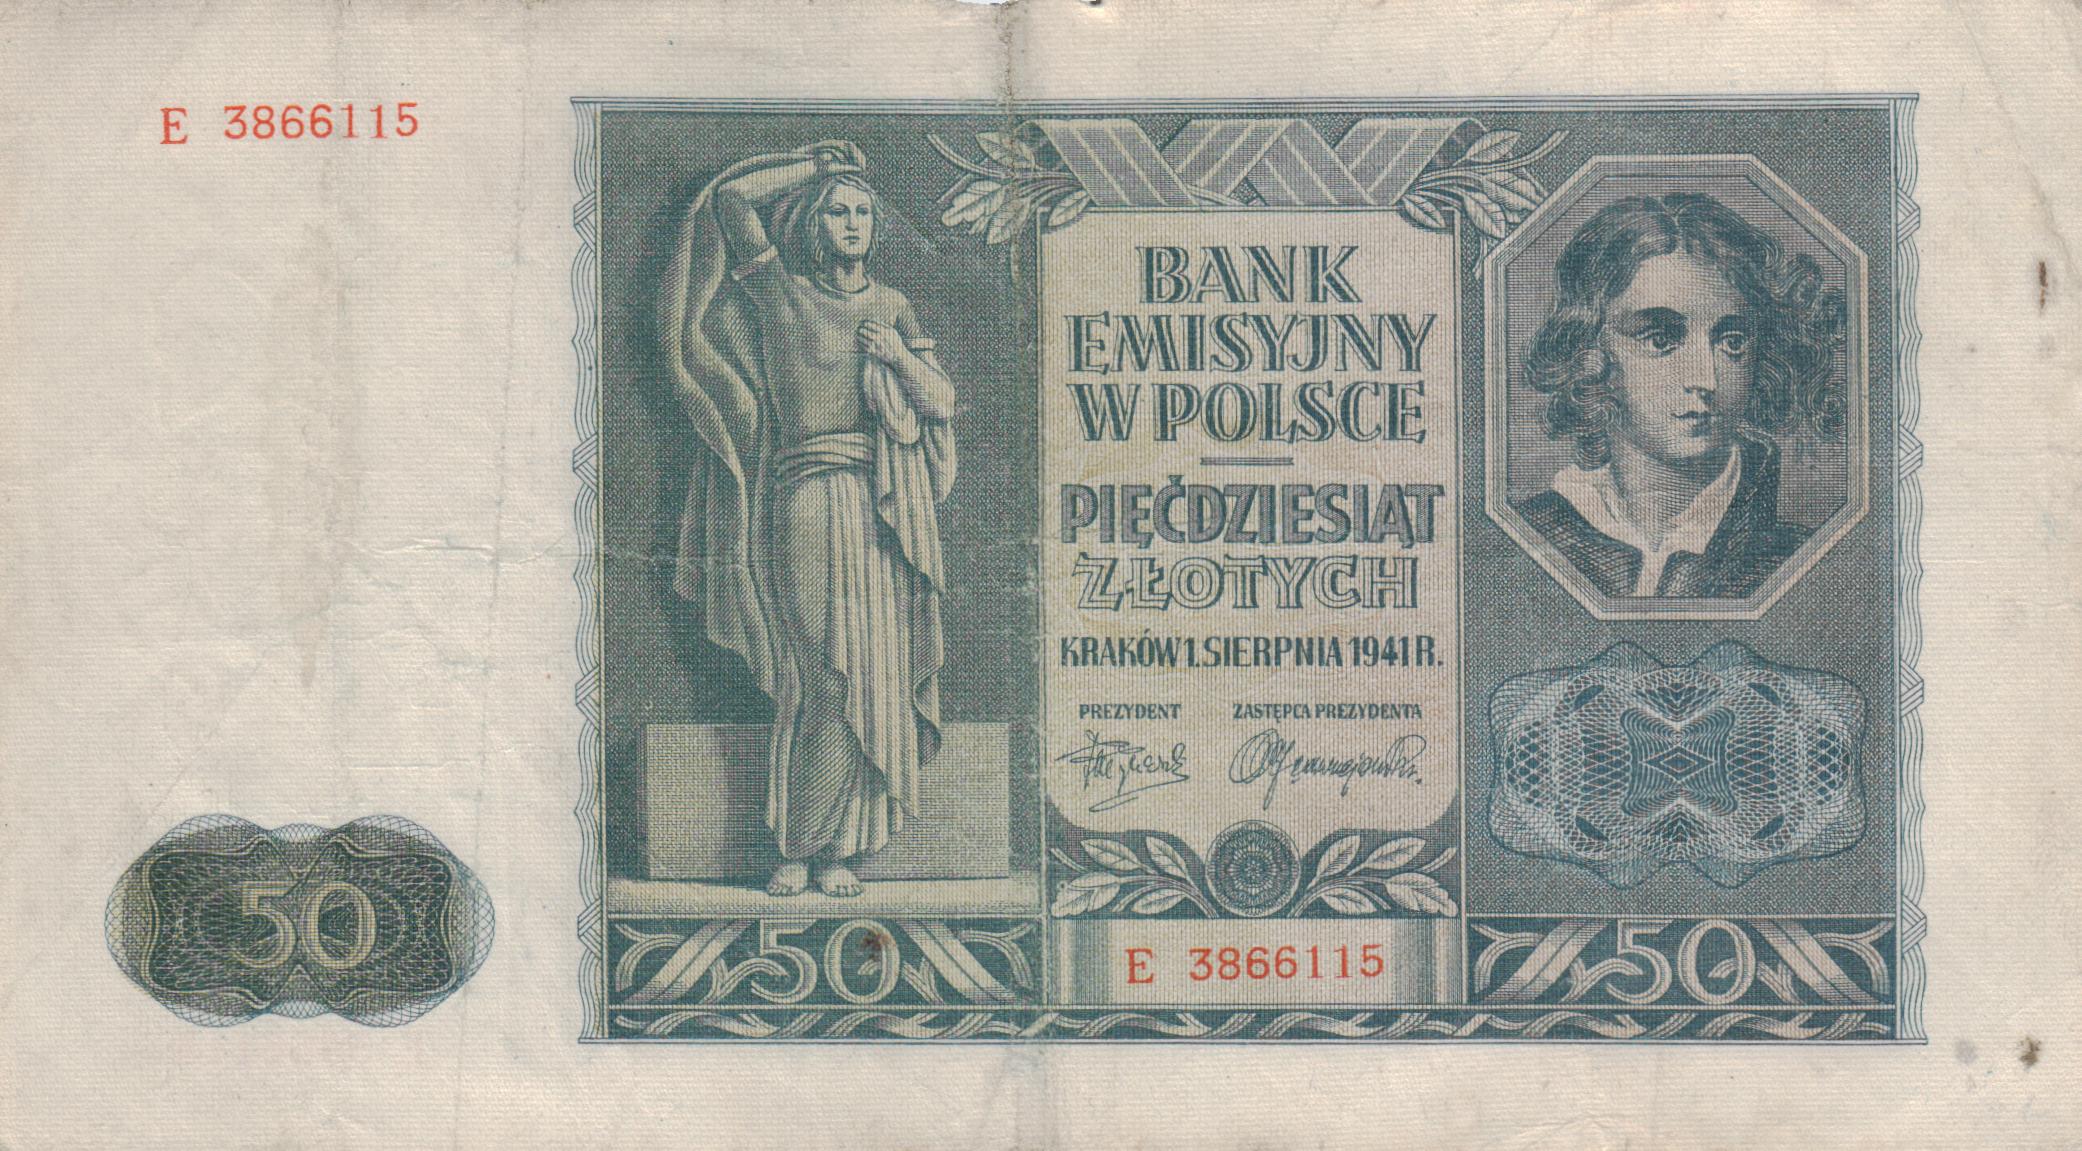 E 3866115
BANK
EMISYJNY
W POLSCE
PIĘĆDZIESIĄT
ZŁOTYCH
KRAKÓW 1. SIERPNIA 1941 R.
PREZYDENT ZASTĘPCA PREZYDENTA
50
50
E 3866115
50